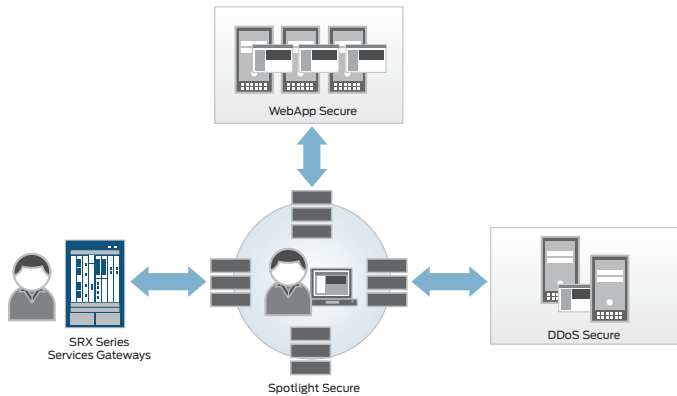 WebApp Secure
SRX Series
Services Gateways
DDoS Secure
Spotlight Secure